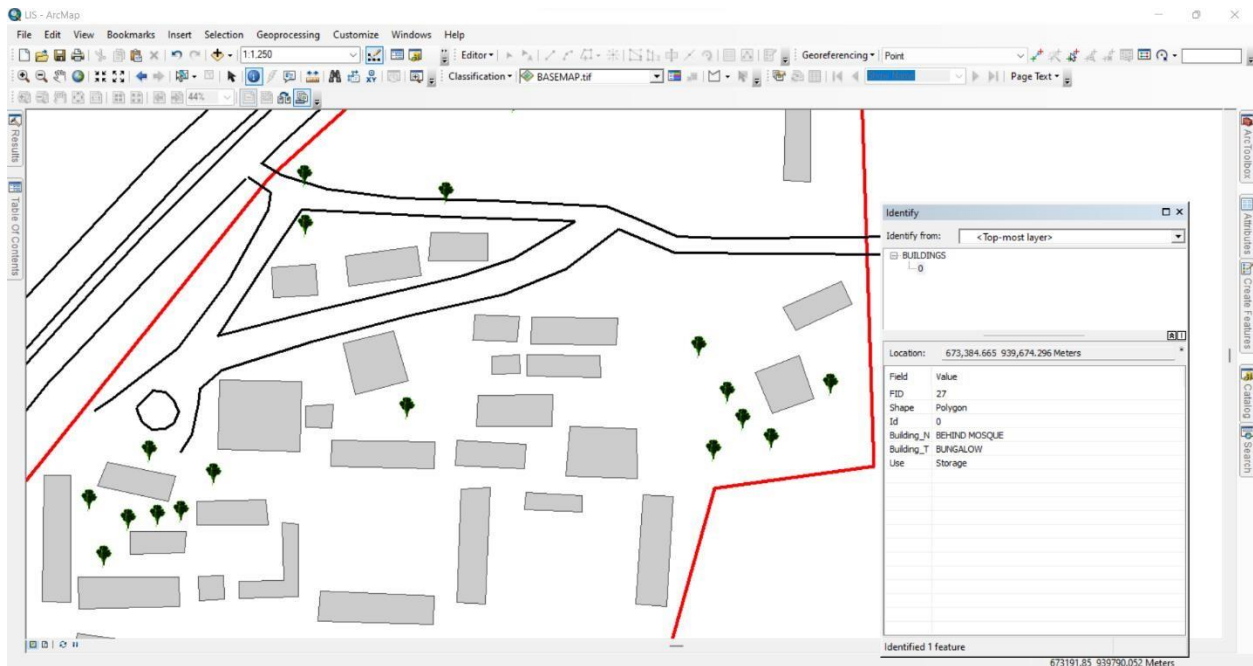 LIS - ArcMap
File Edit View Bookmarks Insert Selection Geoprocessing Customize Windows Help
1:1,250 Editor Georeferencing Point
Classification BASEMAP.tif Page Text
44%
Results
Table Of Contents
ArcToolbox
Attributes
Create Features
Catalog
Search
Identify
Identify from: <Top-most layer>
BUILDINGS
0
Location: 673,384.665 939,674.296 Meters
Field Value
FID 27
Shape Polygon
Id 0
Building_N BEHIND MOSQUE
Building_T BUNGALOW
Use Storage
Identified 1 feature
673191.85 939790.052 Meters